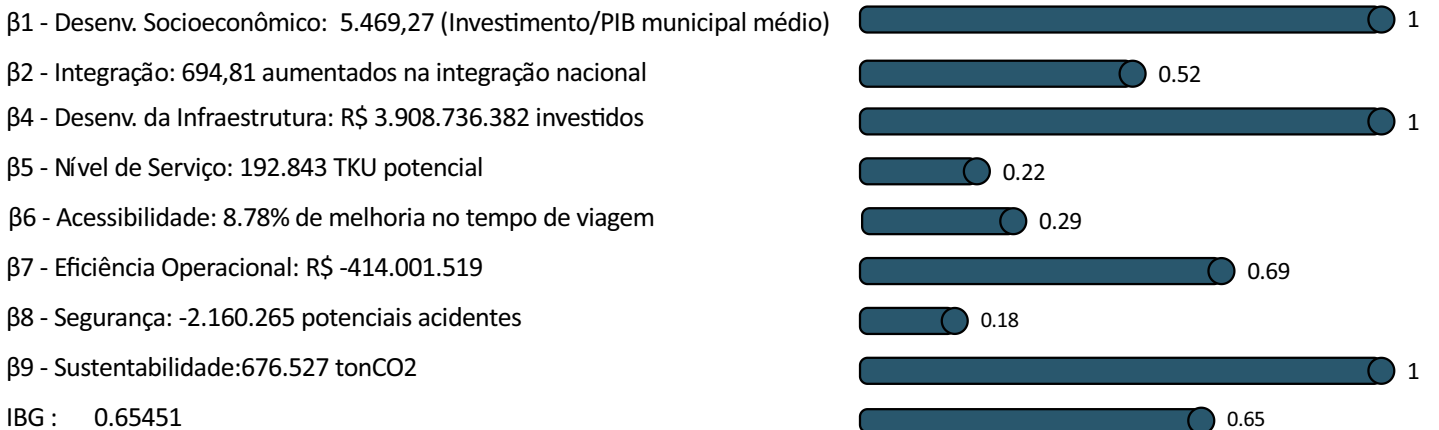 β1 - Desenv. Socioeconômico:  5.469,27 (Investimento/PIB municipal médio) 1
β2 - Integração: 694,81 aumentados na integração nacional 0.52
β4 - Desenv. da Infraestrutura: R$ 3.908.736.382 investidos 1
β5 - Nível de Serviço: 192.843 TKU potencial 0.22
β6 - Acessibilidade: 8.78% de melhoria no tempo de viagem 0.29
β7 - Eficiência Operacional: R$ -414.001.519 0.69
β8 - Segurança: -2.160.265 potenciais acidentes 0.18
β9 - Sustentabilidade:676.527 tonCO2 1
IBG :    0.65451 0.65